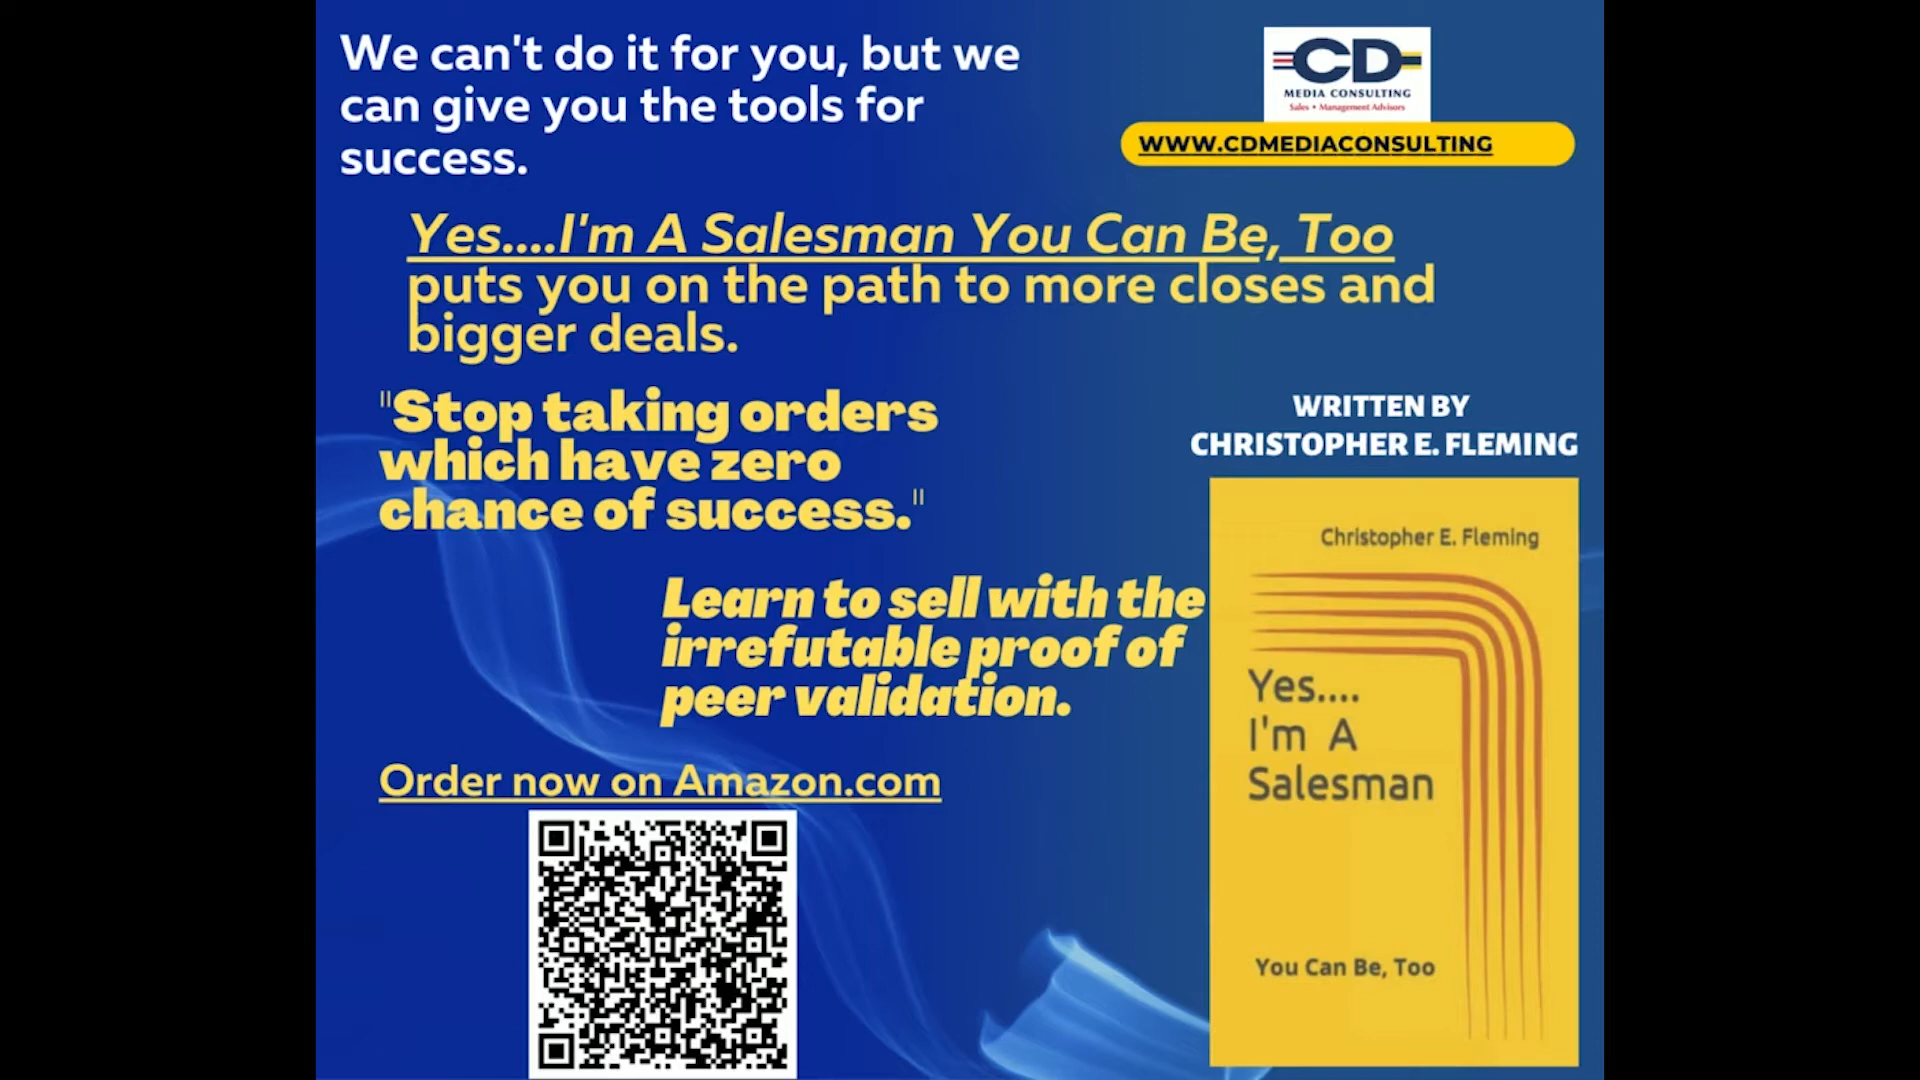 We can't do it for you, but we
can give you the tools for
success.
CD
MEDIA CONSULTING
Sales • Management Advisors
WWW.CDMEDIACONSULTING
Yes....I'm A Salesman You Can Be, Too
puts you on the path to more closes and
bigger deals.
"Stop taking orders
which have zero
chance of success."
WRITTEN BY
CHRISTOPHER E. FLEMING
Learn to sell with the
irrefutable proof of
peer validation.
Order now on Amazon.com
Christopher E. Fleming
Yes....
I'm A
Salesman
You Can Be, Too